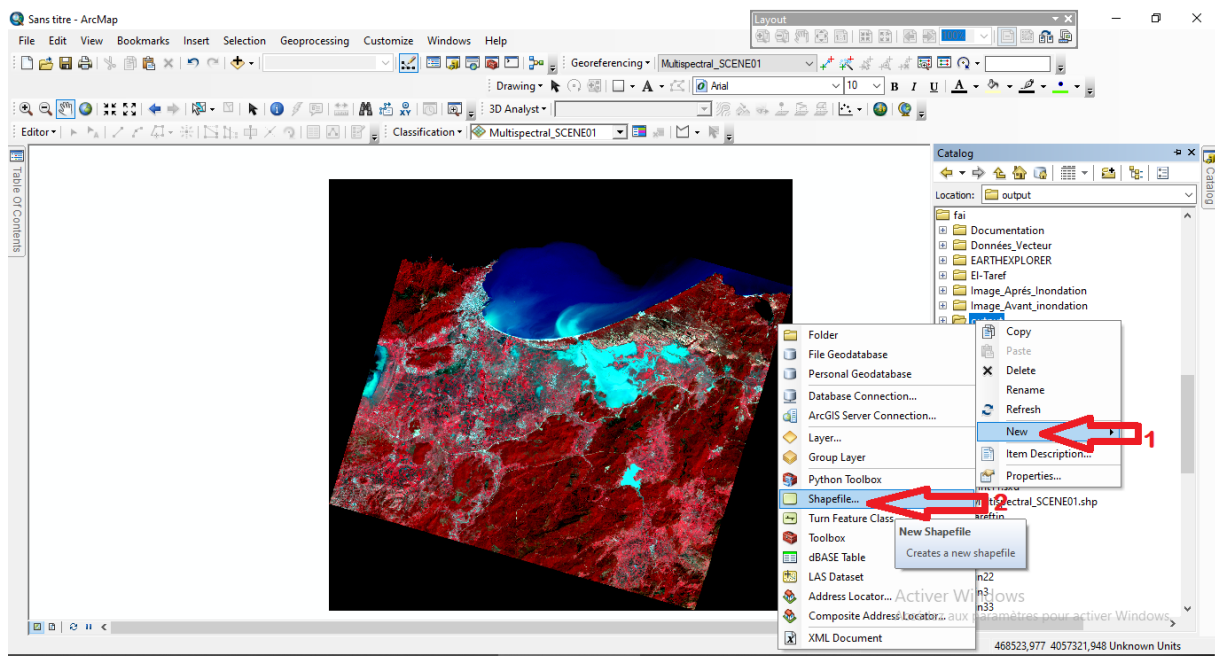 Sans titre - ArcMap
Layout
File Edit View Bookmarks Insert Selection Geoprocessing Customize Windows Help
Georeferencing Multispectral_SCENE01
Drawing A Arial 10 B I U A
3D Analyst
Editor Classification Multispectral_SCENE01
Table Of Contents
Catalog
Catalog
Location: output
fai
Documentation
Données_Vecteur
EARTHEXPLORER
El-Taref
Image_Aprés_Inondation
Image_Avant_inondation
output
Folder
File Geodatabase
Personal Geodatabase
Database Connection...
ArcGIS Server Connection...
Layer...
Group Layer
Python Toolbox
Shapefile...
Turn Feature Class
Toolbox
dBASE Table
LAS Dataset
Address Locator...
Composite Address Locator...
XML Document
Copy
Paste
Delete
Rename
Refresh
New
Item Description...
Properties...
1
2
New Shapefile
Creates a new shapefile
ectral_SCENE01.shp
n22
n3
n33
Activer Windows
aux paramètres pour activer Windows.
468523,977 4057321,948 Unknown Units